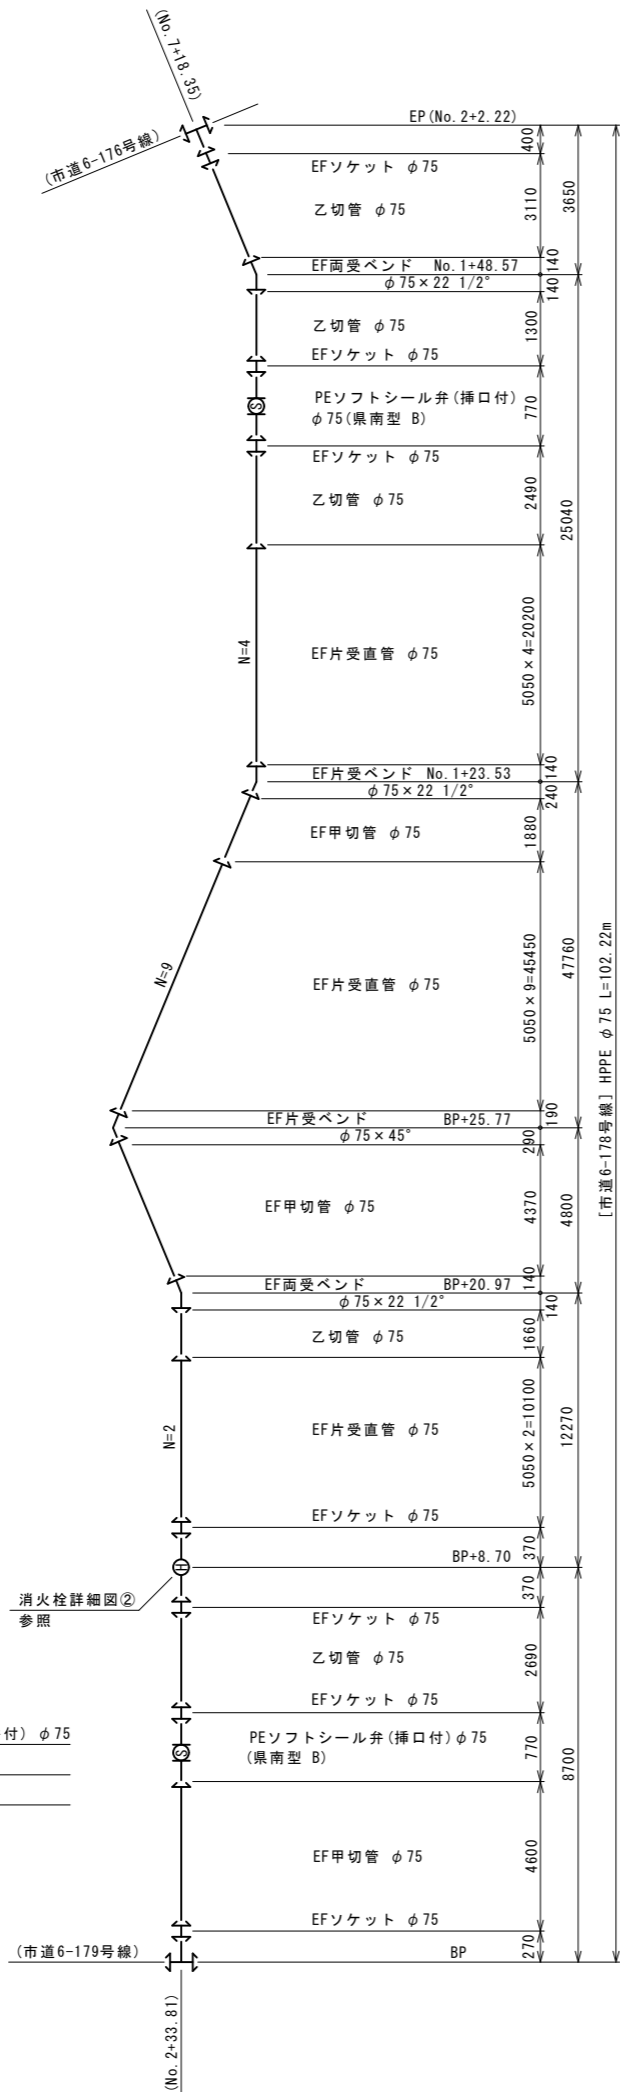 (No.7+18.35)
EP(No.2+2.22)
(市道6-176号線)
400
EFソケット φ75
乙切管 φ75
3110
3650
EF両受ベンド No.1+48.57
φ75×22 1/2°
140
140
乙切管 φ75
1300
EFソケット φ75
PEソフトシール弁(挿口付)
φ75(県南型 B)
770
EFソケット φ75
乙切管 φ75
2490
25040
N=4
EF片受直管 φ75
5050×4=20200
EF片受ベンド No.1+23.53
φ75×22 1/2°
140
240
EF甲切管 φ75
1880
N=9
EF片受直管 φ75
5050×9=45450
47760
[市道6-178号線] HPPE φ75 L=102.22m
EF片受ベンド BP+25.77
φ75×45°
190
290
EF甲切管 φ75
4370
4800
EF両受ベンド BP+20.97
φ75×22 1/2°
140
140
乙切管 φ75
1660
N=2
EF片受直管 φ75
5050×2=10100
12270
EFソケット φ75
370
BP+8.70
H
370
消火栓詳細図②
参照
EFソケット φ75
乙切管 φ75
2690
EFソケット φ75
付) φ75
PEソフトシール弁(挿口付)φ75
(県南型 B)
S
770
8700
EF甲切管 φ75
4600
EFソケット φ75
270
(市道6-179号線)
BP
(No.2+33.81)
S